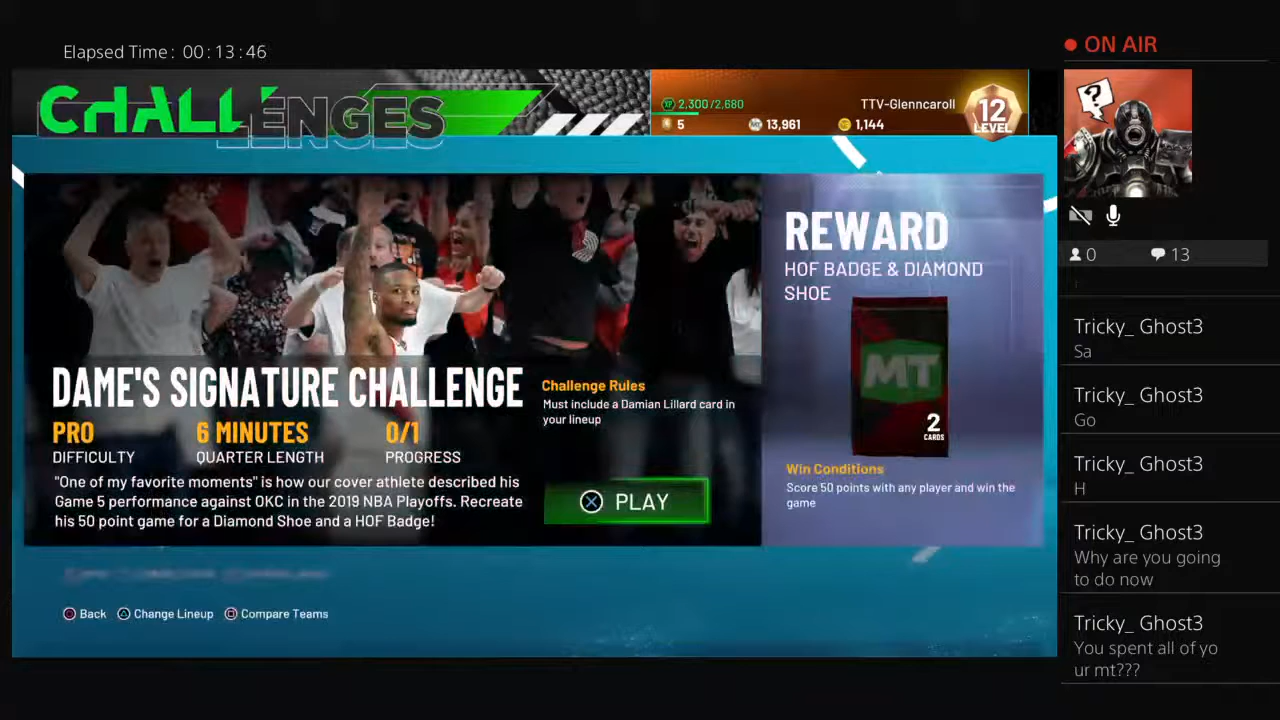 Elapsed Time: 00:13:46
ON AIR
CHALLENGES
XP 2,300/2,680
TTV-Glenncaroll
5
MT 13,961
1,144
12
LEVEL
REWARD
HOF BADGE & DIAMOND
SHOE
MT
2
CARDS
DAME'S SIGNATURE CHALLENGE
Challenge Rules
Must include a Damian Lillard card in
your lineup
PRO
6 MINUTES
0/1
DIFFICULTY
QUARTER LENGTH
PROGRESS
"One of my favorite moments" is how our cover athlete described his
Game 5 performance against OKC in the 2019 NBA Playoffs. Recreate
his 50 point game for a Diamond Shoe and a HOF Badge!
PLAY
Win Conditions
Score 50 points with any player and win the
game
Back
Change Lineup
Compare Teams
?
0
13
Tricky_ Ghost3
Sa
Tricky_ Ghost3
Go
Tricky_ Ghost3
H
Tricky_ Ghost3
Why are you going
to do now
Tricky_ Ghost3
You spent all of yo
ur mt???